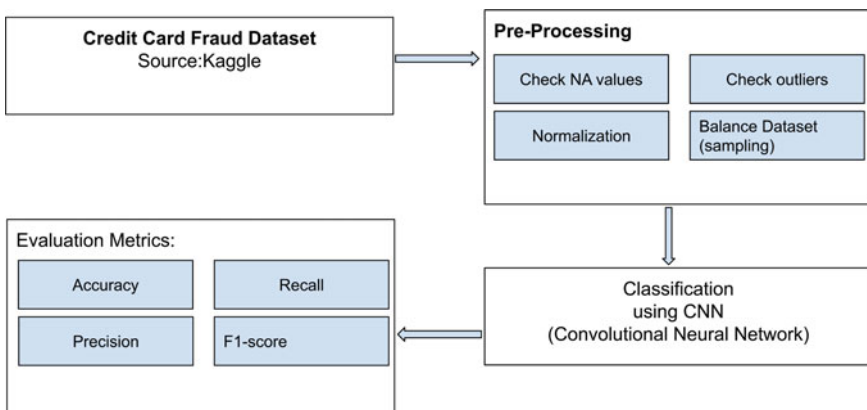 Credit Card Fraud Dataset
Source:Kaggle
Pre-Processing
Check NA values
Check outliers
Normalization
Balance Dataset
(sampling)
Classification
using CNN
(Convolutional Neural Network)
Evaluation Metrics:
Accuracy
Recall
Precision
F1-score